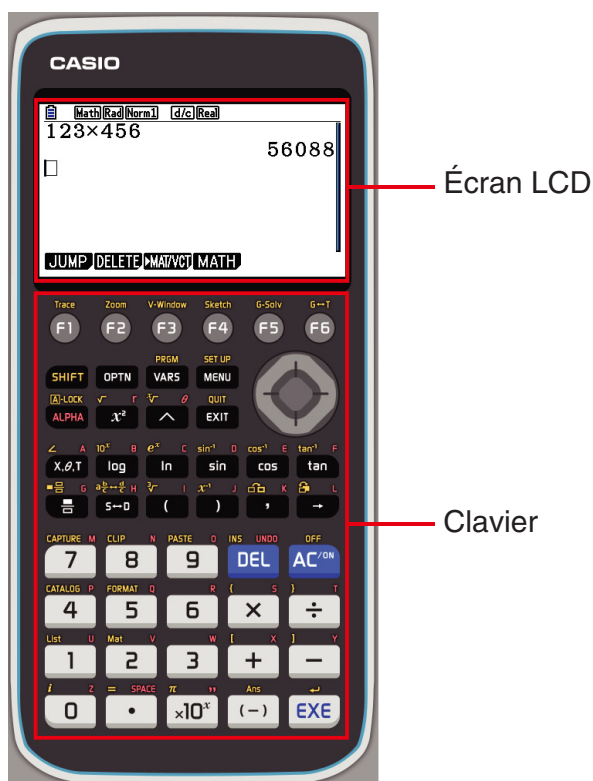 CASIO
Math Rad Norm1 d/c Real
123×456
56088
JUMP DELETE ▶MAT/VCT MATH
Écran LCD
Trace Zoom V-Window Sketch G-Solv G↔T
F1 F2 F3 F4 F5 F6
PRGM SET UP
SHIFT OPTN VARS MENU
A-LOCK √‾ r ˣ√‾ θ QUIT
ALPHA x² ^ EXIT
∠ A 10ˣ B eˣ C sin⁻¹ D cos⁻¹ E tan⁻¹ F
X,θ,T log ln sin cos tan
G a b/c↔d/c H ³√‾ I x⁻¹ J K L
S↔D ( ) , →
Clavier
CAPTURE M CLIP N PASTE O INS UNDO OFF
7 8 9 DEL AC/ON
CATALOG P FORMAT Q R { S } T
4 5 6 × ÷
List U Mat V W [ X ] Y
1 2 3 + −
i Z = SPACE π " Ans ↵
0 • ×10ˣ (−) EXE